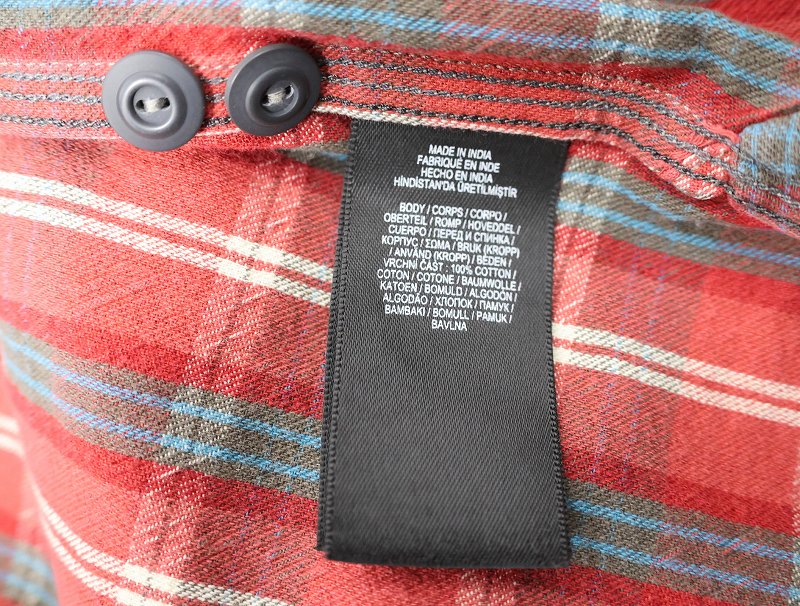 MADE IN INDIA
FABRIQUÉ EN INDE
HECHO EN INDIA
HİNDİSTAN'DA ÜRETİLMİŞTİR
BODY / CORPS / CORPO /
OBERTEIL / ROMP / HOVEDDEL /
CUERPO / ПЕРЕД И СПИНКА /
КОРПУС / ΣΩΜΑ / BRUK (KROPP)
/ ANVÄND (KROPP) / BEDEN /
VRCHNÍ ČÁST : 100% COTTON /
COTON / COTONE / BAUMWOLLE /
KATOEN / BOMULD / ALGODÓN /
ALGODÃO / ХЛОПОК / ПАМУК /
BAMBAKI / BOMULL / PAMUK /
BAVLNA